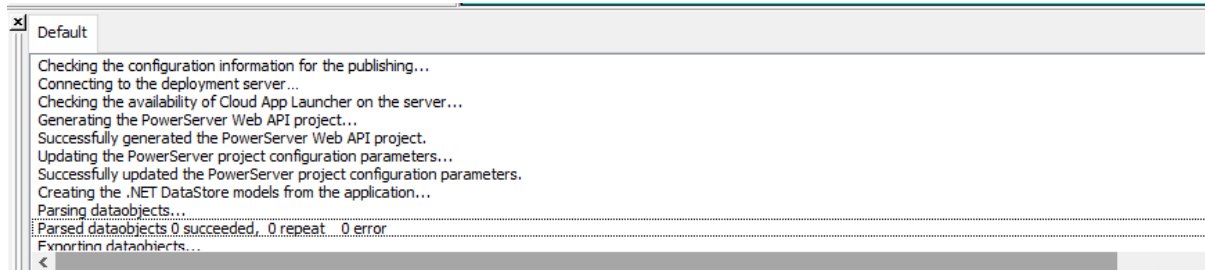 Default
Checking the configuration information for the publishing...
Connecting to the deployment server...
Checking the availability of Cloud App Launcher on the server...
Generating the PowerServer Web API project...
Successfully generated the PowerServer Web API project.
Updating the PowerServer project configuration parameters...
Successfully updated the PowerServer project configuration parameters.
Creating the .NET DataStore models from the application...
Parsing dataobjects...
Parsed dataobjects 0 succeeded, 0 repeat 0 error
Exporting dataobjects...